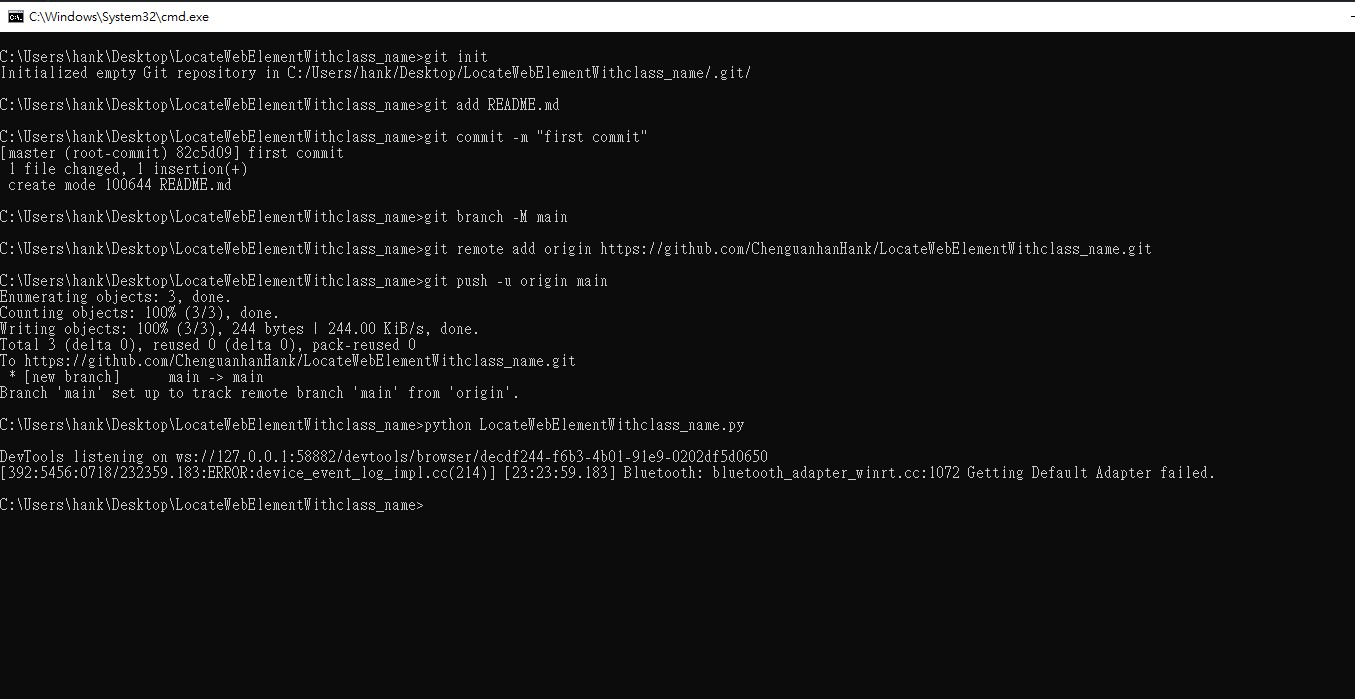 C:\Windows\System32\cmd.exe
C:\Users\hank\Desktop\LocateWebElementWithclass_name>git init
Initialized empty Git repository in C:/Users/hank/Desktop/LocateWebElementWithclass_name/.git/
C:\Users\hank\Desktop\LocateWebElementWithclass_name>git add README.md
C:\Users\hank\Desktop\LocateWebElementWithclass_name>git commit -m "first commit"
[master (root-commit) 82c5d09] first commit
1 file changed, 1 insertion(+)
create mode 100644 README.md
C:\Users\hank\Desktop\LocateWebElementWithclass_name>git branch -M main
C:\Users\hank\Desktop\LocateWebElementWithclass_name>git remote add origin https://github.com/ChenguanhanHank/LocateWebElementWithclass_name.git
C:\Users\hank\Desktop\LocateWebElementWithclass_name>git push -u origin main
Enumerating objects: 3, done.
Counting objects: 100% (3/3), done.
Writing objects: 100% (3/3), 244 bytes | 244.00 KiB/s, done.
Total 3 (delta 0), reused 0 (delta 0), pack-reused 0
To https://github.com/ChenguanhanHank/LocateWebElementWithclass_name.git
* [new branch]      main -> main
Branch 'main' set up to track remote branch 'main' from 'origin'.
C:\Users\hank\Desktop\LocateWebElementWithclass_name>python LocateWebElementWithclass_name.py
DevTools listening on ws://127.0.0.1:58882/devtools/browser/decdf244-f6b3-4b01-91e9-0202df5d0650
[392:5456:0718/232359.183:ERROR:device_event_log_impl.cc(214)] [23:23:59.183] Bluetooth: bluetooth_adapter_winrt.cc:1072 Getting Default Adapter failed.
C:\Users\hank\Desktop\LocateWebElementWithclass_name>